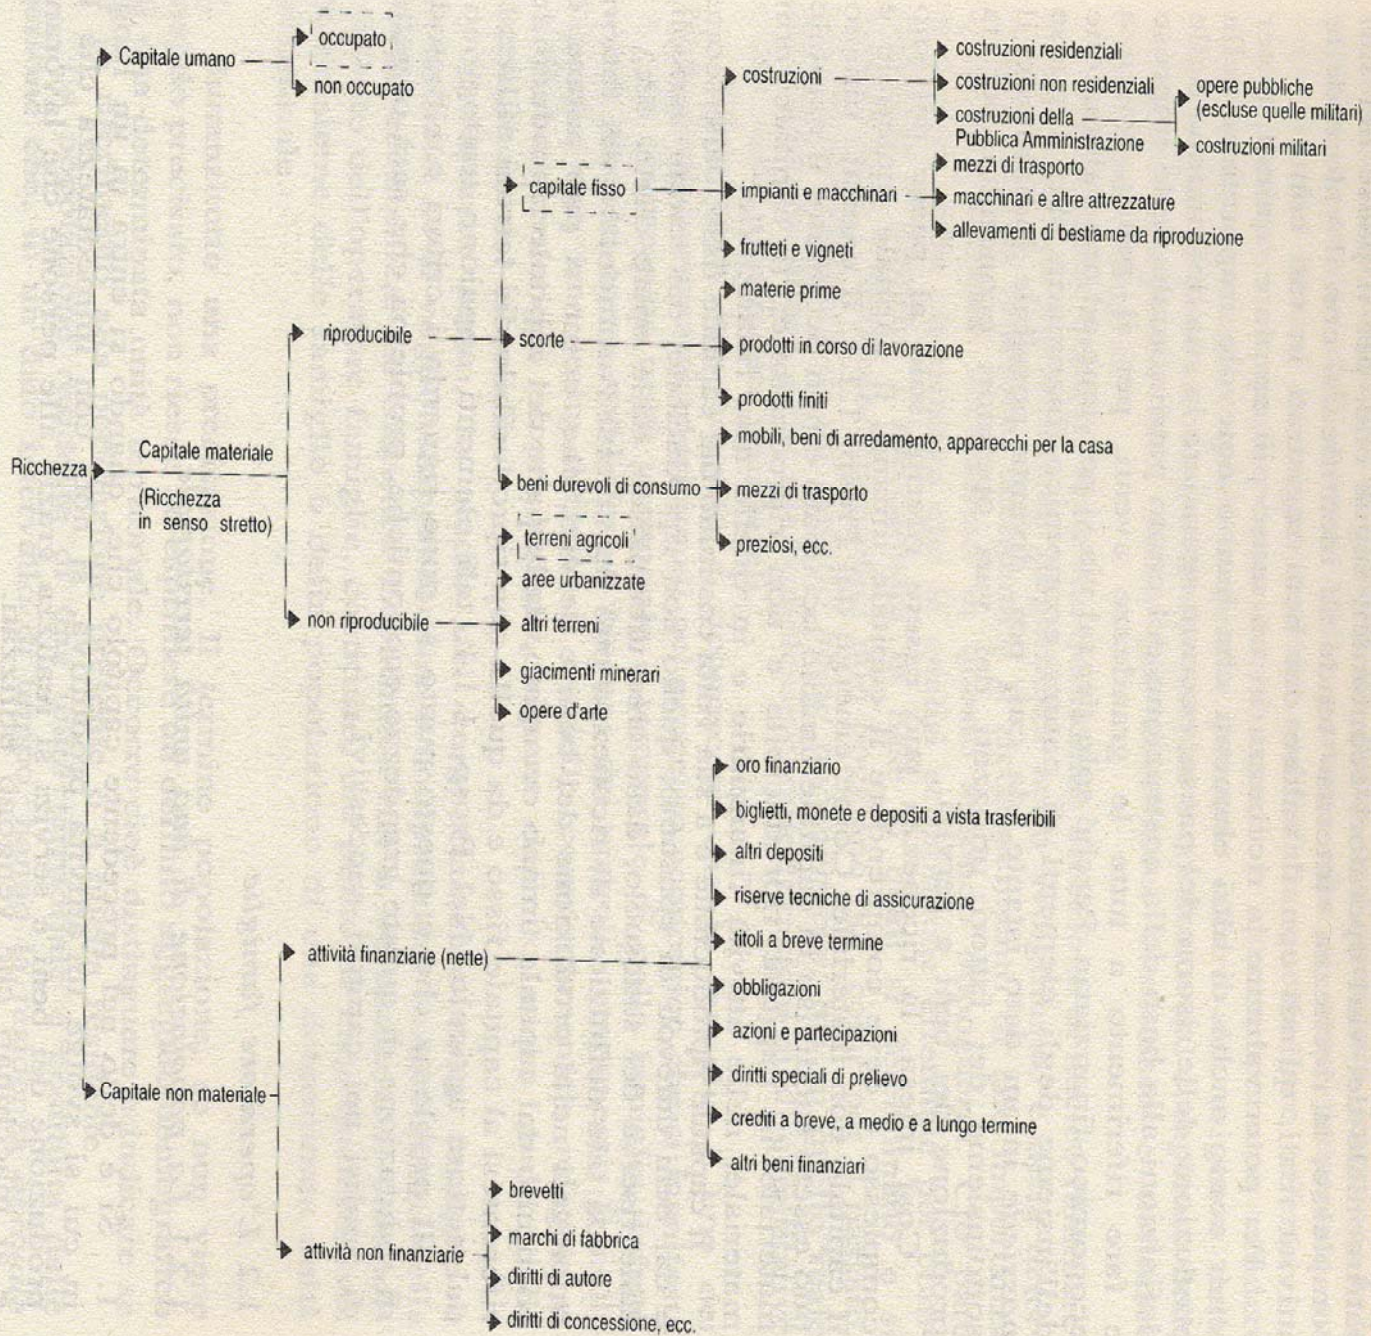 Ricchezza
Capitale umano
occupato
non occupato
Capitale materiale
(Ricchezza
in senso stretto)
riproducibile
capitale fisso
costruzioni
costruzioni residenziali
costruzioni non residenziali
costruzioni della
Pubblica Amministrazione
opere pubbliche
(escluse quelle militari)
costruzioni militari
impianti e macchinari
mezzi di trasporto
macchinari e altre attrezzature
allevamenti di bestiame da riproduzione
frutteti e vigneti
scorte
materie prime
prodotti in corso di lavorazione
prodotti finiti
beni durevoli di consumo
mobili, beni di arredamento, apparecchi per la casa
mezzi di trasporto
preziosi, ecc.
non riproducibile
terreni agricoli
aree urbanizzate
altri terreni
giacimenti minerari
opere d'arte
Capitale non materiale
attività finanziarie (nette)
oro finanziario
biglietti, monete e depositi a vista trasferibili
altri depositi
riserve tecniche di assicurazione
titoli a breve termine
obbligazioni
azioni e partecipazioni
diritti speciali di prelievo
crediti a breve, a medio e a lungo termine
altri beni finanziari
attività non finanziarie
brevetti
marchi di fabbrica
diritti di autore
diritti di concessione, ecc.